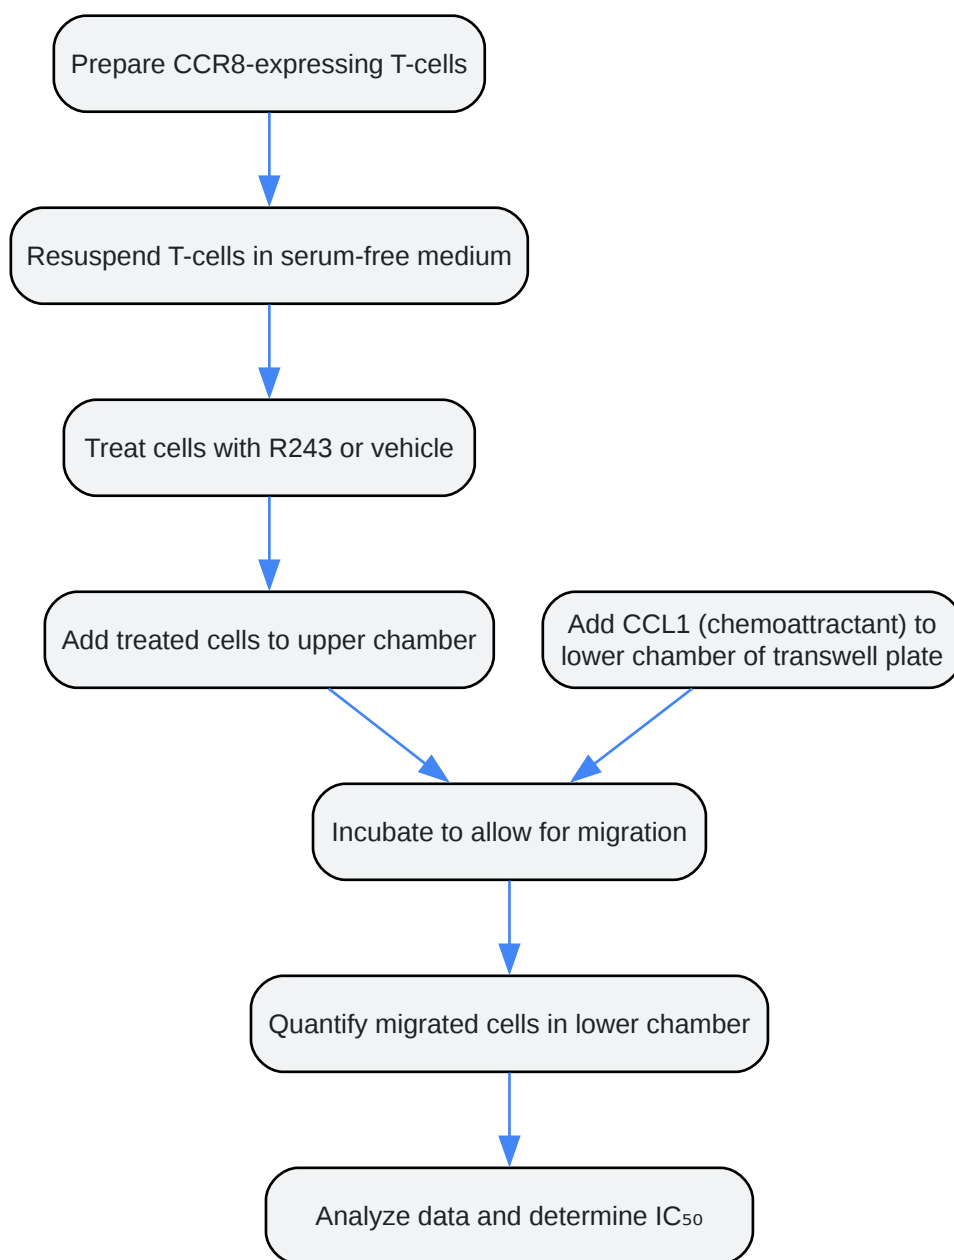 Prepare CCR8-expressing T-cells
Resuspend T-cells in serum-free medium
Treat cells with R243 or vehicle
Add treated cells to upper chamber
Add CCL1 (chemoattractant) to
lower chamber of transwell plate
Incubate to allow for migration
Quantify migrated cells in lower chamber
Analyze data and determine IC₅₀